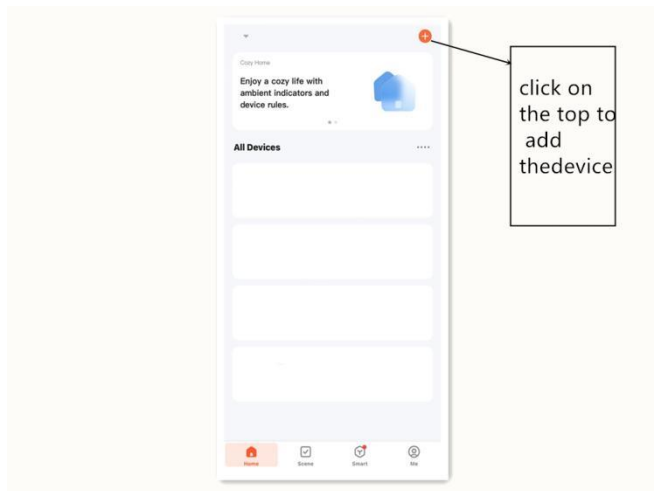 Cozy Home
Enjoy a cozy life with
ambient indicators and
device rules.
All Devices
click on
the top to
add
thedevice
Home
Scene
Smart
Me